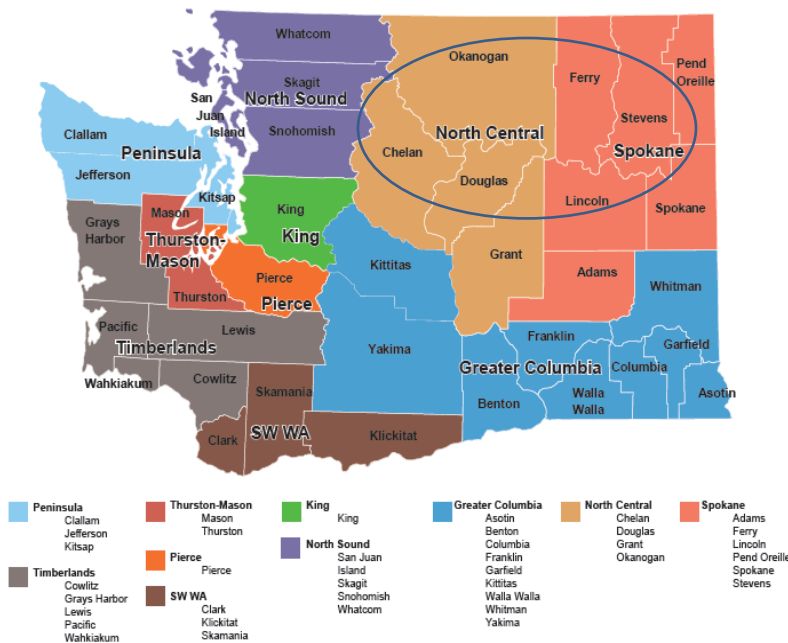 Whatcom
Okanogan
Pend
Oreille
Ferry
Skagit
San
Juan
North Sound
Island
Stevens
Snohomish
North Central
Clallam
Peninsula
Chelan
Spokane
Jefferson
Douglas
Kitsap
Lincoln
Mason
King
Spokane
Grays
Harbor
Thurston-
Mason
King
Grant
Kittitas
Pierce
Adams
Whitman
Thurston
Pierce
Pacific
Lewis
Franklin
Timberlands
Yakima
Garfield
Greater Columbia
Columbia
Wahkiakum
Cowlitz
Skamania
Walla
Walla
Asotin
Benton
SW WA
Clark
Klickitat
Peninsula
Clallam
Jefferson
Kitsap
Timberlands
Cowlitz
Grays Harbor
Lewis
Pacific
Wahkiakum
Thurston-Mason
Mason
Thurston
Pierce
Pierce
SW WA
Clark
Klickitat
Skamania
King
King
North Sound
San Juan
Island
Skagit
Snohomish
Whatcom
Greater Columbia
Asotin
Benton
Columbia
Franklin
Garfield
Kittitas
Walla Walla
Whitman
Yakima
North Central
Chelan
Douglas
Grant
Okanogan
Spokane
Adams
Ferry
Lincoln
Pend Oreille
Spokane
Stevens